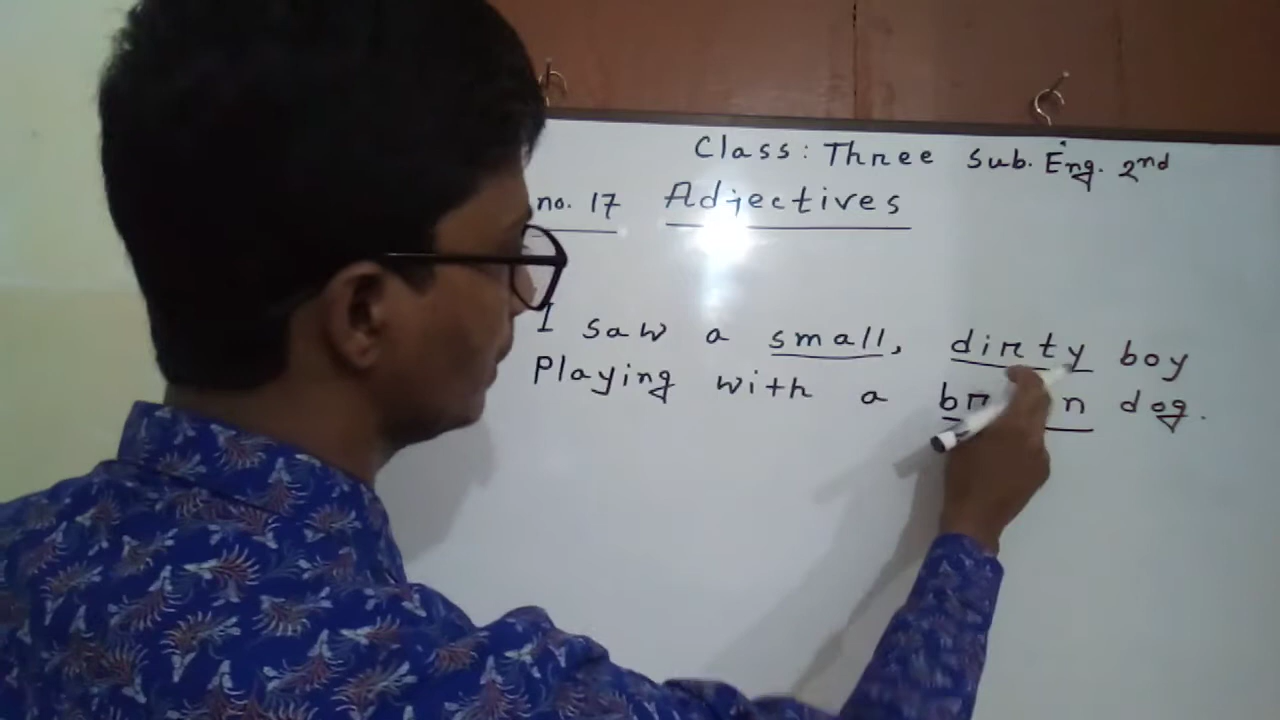 Class: Three Sub. Eng. 2nd
no. 17 Adjectives
I saw a small, dirty boy
Playing with a dog.